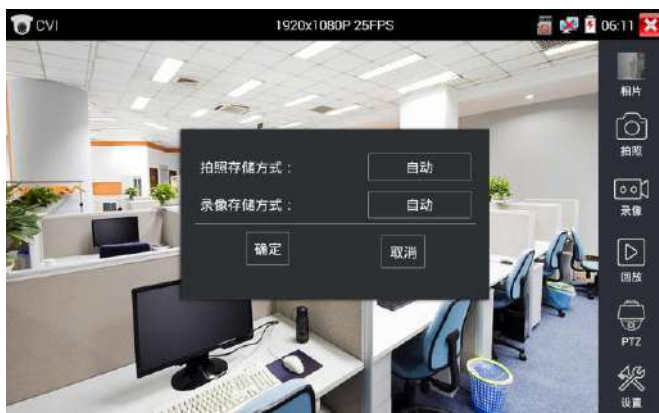 CVI
1920x1080P 25FPS
06:11
相片
拍照
录像
回放
PTZ
设置
拍照存储方式：
自动
录像存储方式：
自动
确定
取消